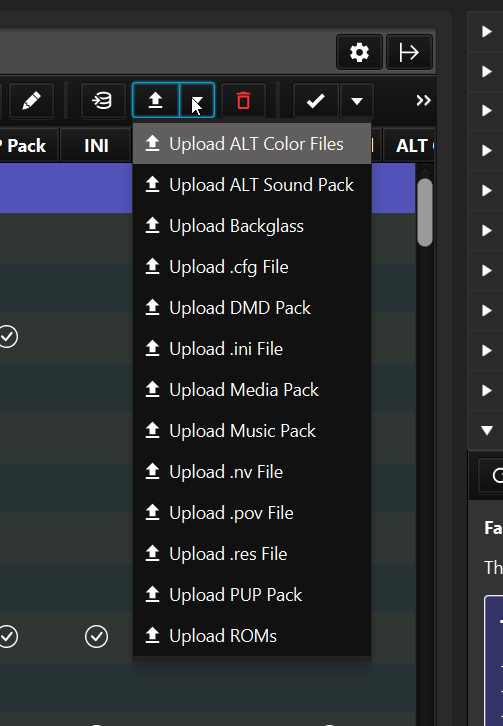 Pack
INI
ALT
Upload ALT Color Files
Upload ALT Sound Pack
Upload Backglass
Upload .cfg File
Upload DMD Pack
Upload .ini File
Upload Media Pack
Upload Music Pack
Upload .nv File
Upload .pov File
Upload .res File
Upload PUP Pack
Upload ROMs
Fa
Th